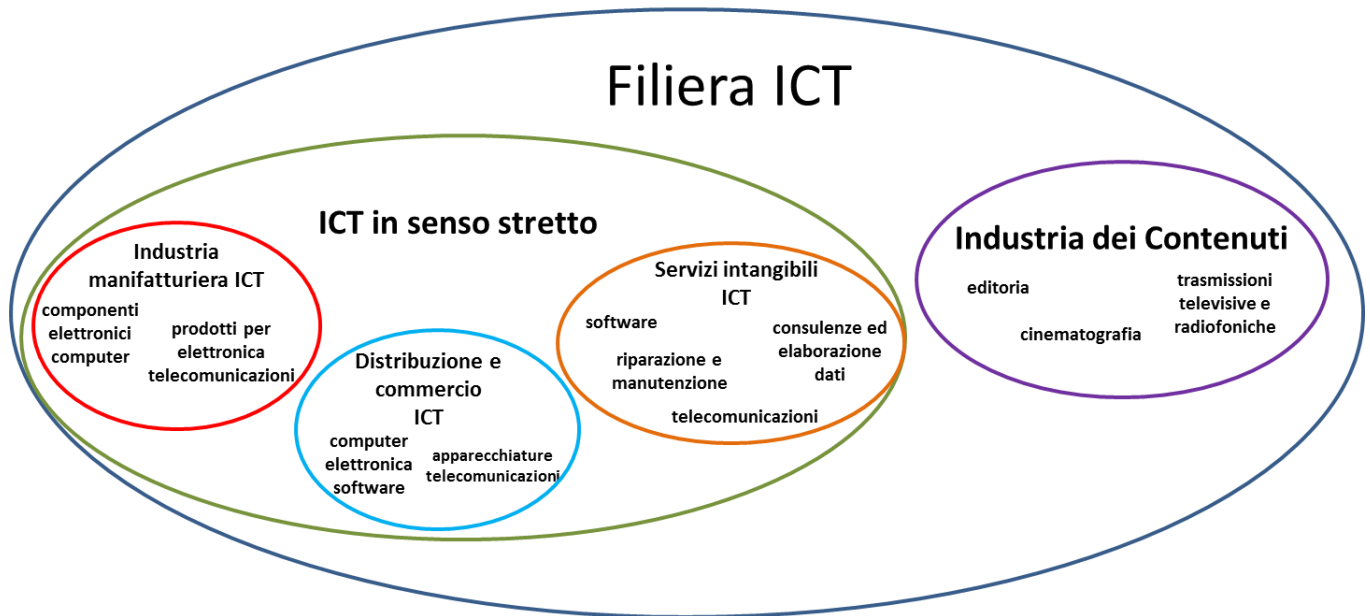 Filiera ICT
ICT in senso stretto
Industria
manifatturiera ICT
componenti
elettronici
computer
prodotti per
elettronica
telecomunicazioni
Distribuzione e
commercio
ICT
computer
elettronica
software
apparecchiature
telecomunicazioni
Servizi intangibili
ICT
software
riparazione e
manutenzione
consulenze ed
elaborazione
dati
telecomunicazioni
Industria dei Contenuti
editoria
cinematografia
trasmissioni
televisive e
radiofoniche